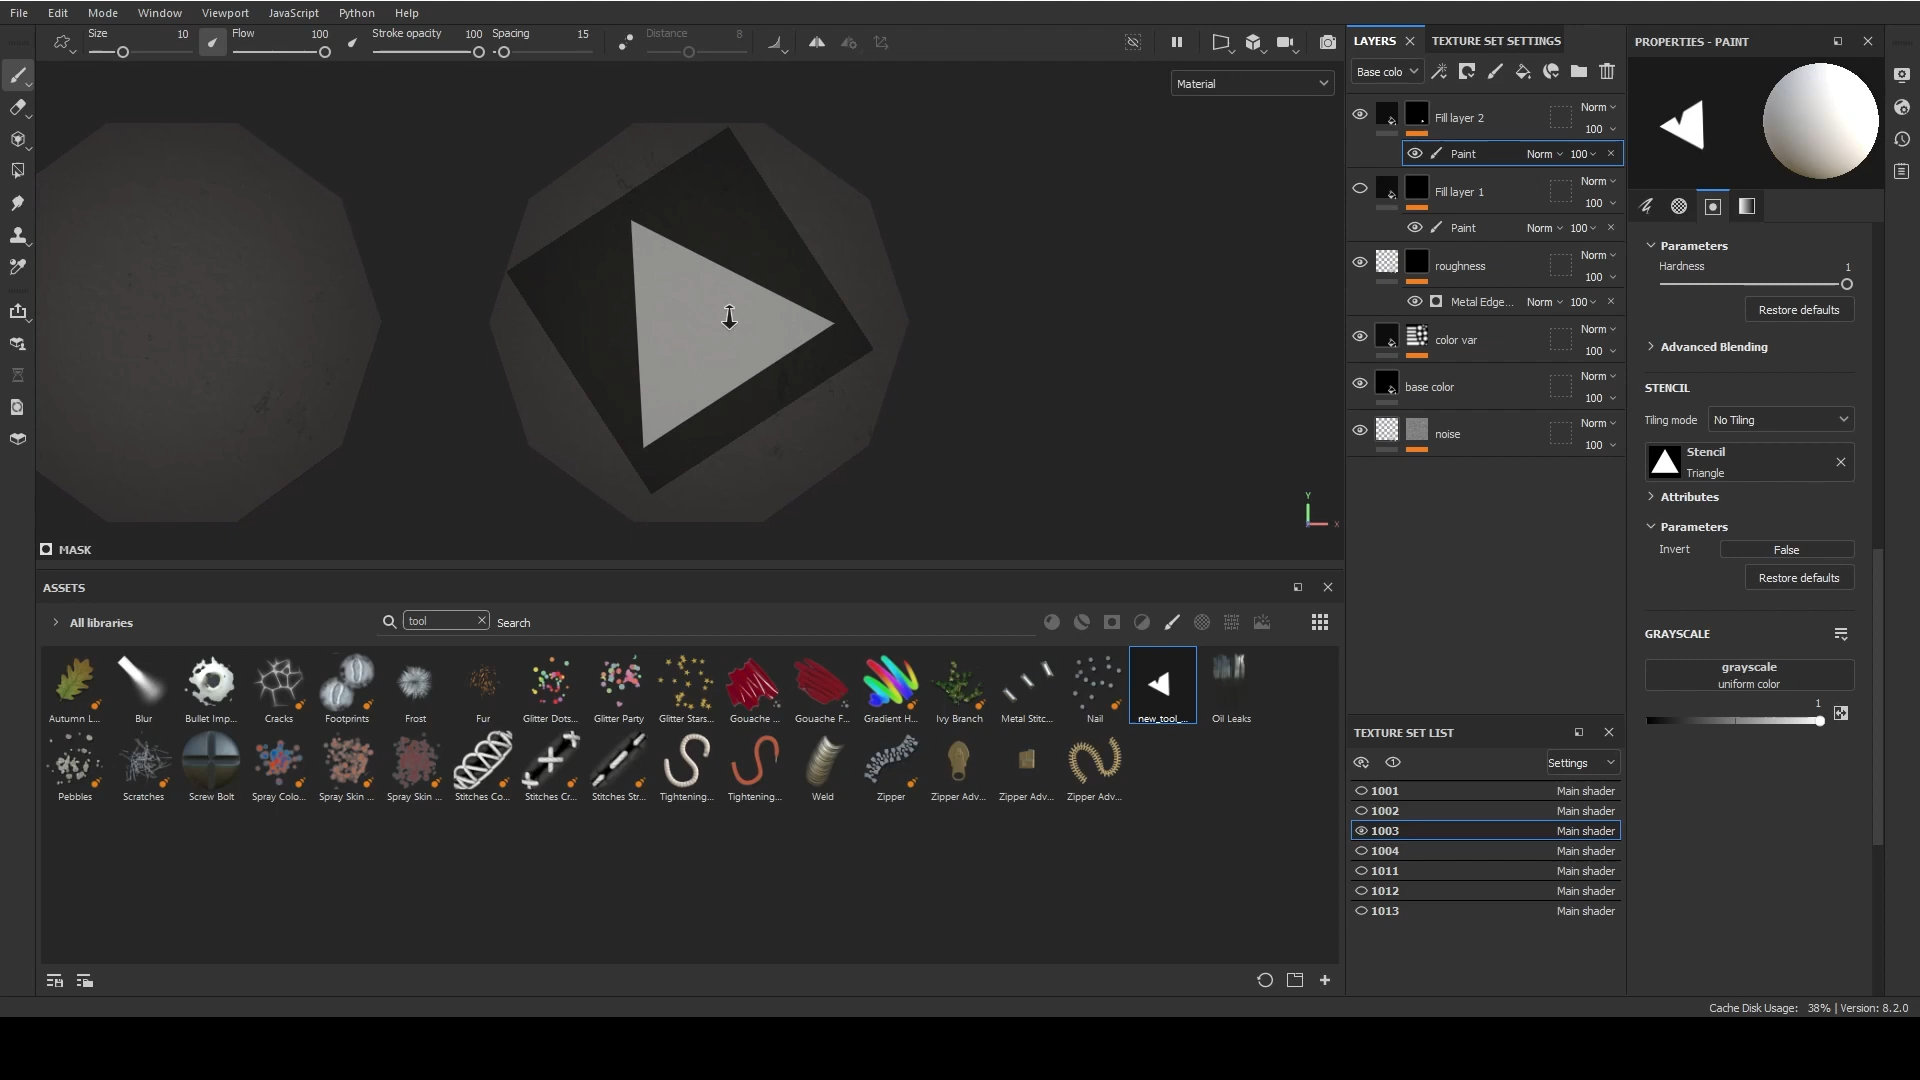 File Edit Mode Window Viewport JavaScript Python Help
Size 10 Flow 100 Stroke opacity 100 Spacing 15 Distance 8
Material
MASK
Y
X
ASSETS
All libraries tool Search
Autumn L... Blur Bullet Imp... Cracks Footprints Frost Fur Glitter Dots... Glitter Party Glitter Stars... Gouache ... Gouache F... Gradient H... Ivy Branch Metal Stitc... Nail new_tool_... Oil Leaks
Pebbles Scratches Screw Bolt Spray Colo... Spray Skin ... Spray Skin ... Stitches Co... Stitches Cr... Stitches Str... Tightening... Tightening... Weld Zipper Zipper Adv... Zipper Adv... Zipper Adv...
LAYERS TEXTURE SET SETTINGS
Base colo
Norm
Fill layer 2
100
Paint Norm 100
Norm
Fill layer 1
100
Paint Norm 100
Norm
roughness
100
Metal Edge... Norm 100
Norm
color var
100
Norm
base color
100
Norm
noise
100
TEXTURE SET LIST
Settings
1001 Main shader
1002 Main shader
1003 Main shader
1004 Main shader
1011 Main shader
1012 Main shader
1013 Main shader
PROPERTIES - PAINT
Parameters
Hardness 1
Restore defaults
Advanced Blending
STENCIL
Tiling mode No Tiling
Stencil
Triangle
Attributes
Parameters
Invert False
Restore defaults
GRAYSCALE
grayscale
uniform color
1
Cache Disk Usage: 38% | Version: 8.2.0